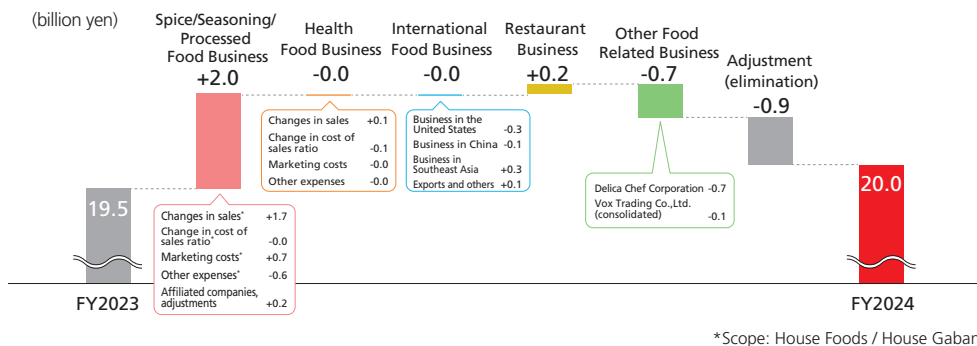 (billion yen)
Spice/Seasoning/
Processed
Food Business
+2.0
Health
Food Business
-0.0
International
Food Business
-0.0
Restaurant
Business
+0.2
Other Food
Related Business
-0.7
Adjustment
(elimination)
-0.9
19.5
20.0
Changes in sales* +1.7
Change in cost of
sales ratio* -0.0
Marketing costs* +0.7
Other expenses* -0.6
Affiliated companies,
adjustments +0.2
Changes in sales +0.1
Change in cost of
sales ratio -0.1
Marketing costs -0.0
Other expenses -0.0
Business in the
United States -0.3
Business in China -0.1
Business in
Southeast Asia +0.3
Exports and others +0.1
Delica Chef Corporation -0.7
Vox Trading Co.,Ltd.
(consolidated) -0.1
FY2023
FY2024
*Scope: House Foods / House Gaban